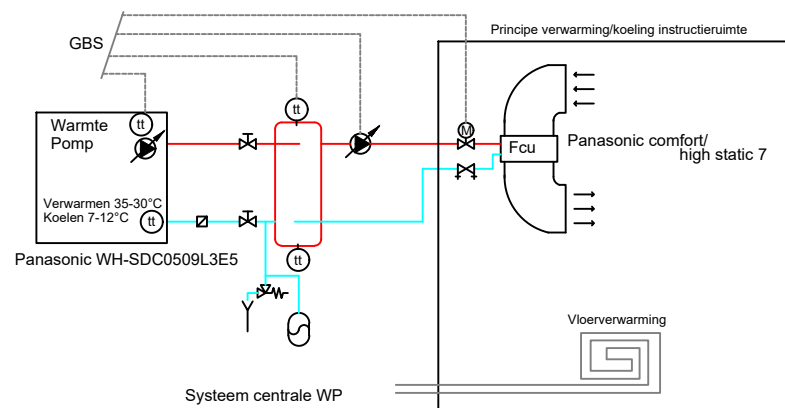 Principe verwarming/koeling instructieruimte
GBS
tt
tt
M
Warmte
Pomp
Fcu
Panasonic comfort/
high static 7
Verwarmen 35-30°C
Koelen 7-12°C
tt
tt
Panasonic WH-SDC0509L3E5
Vloerverwarming
Systeem centrale WP